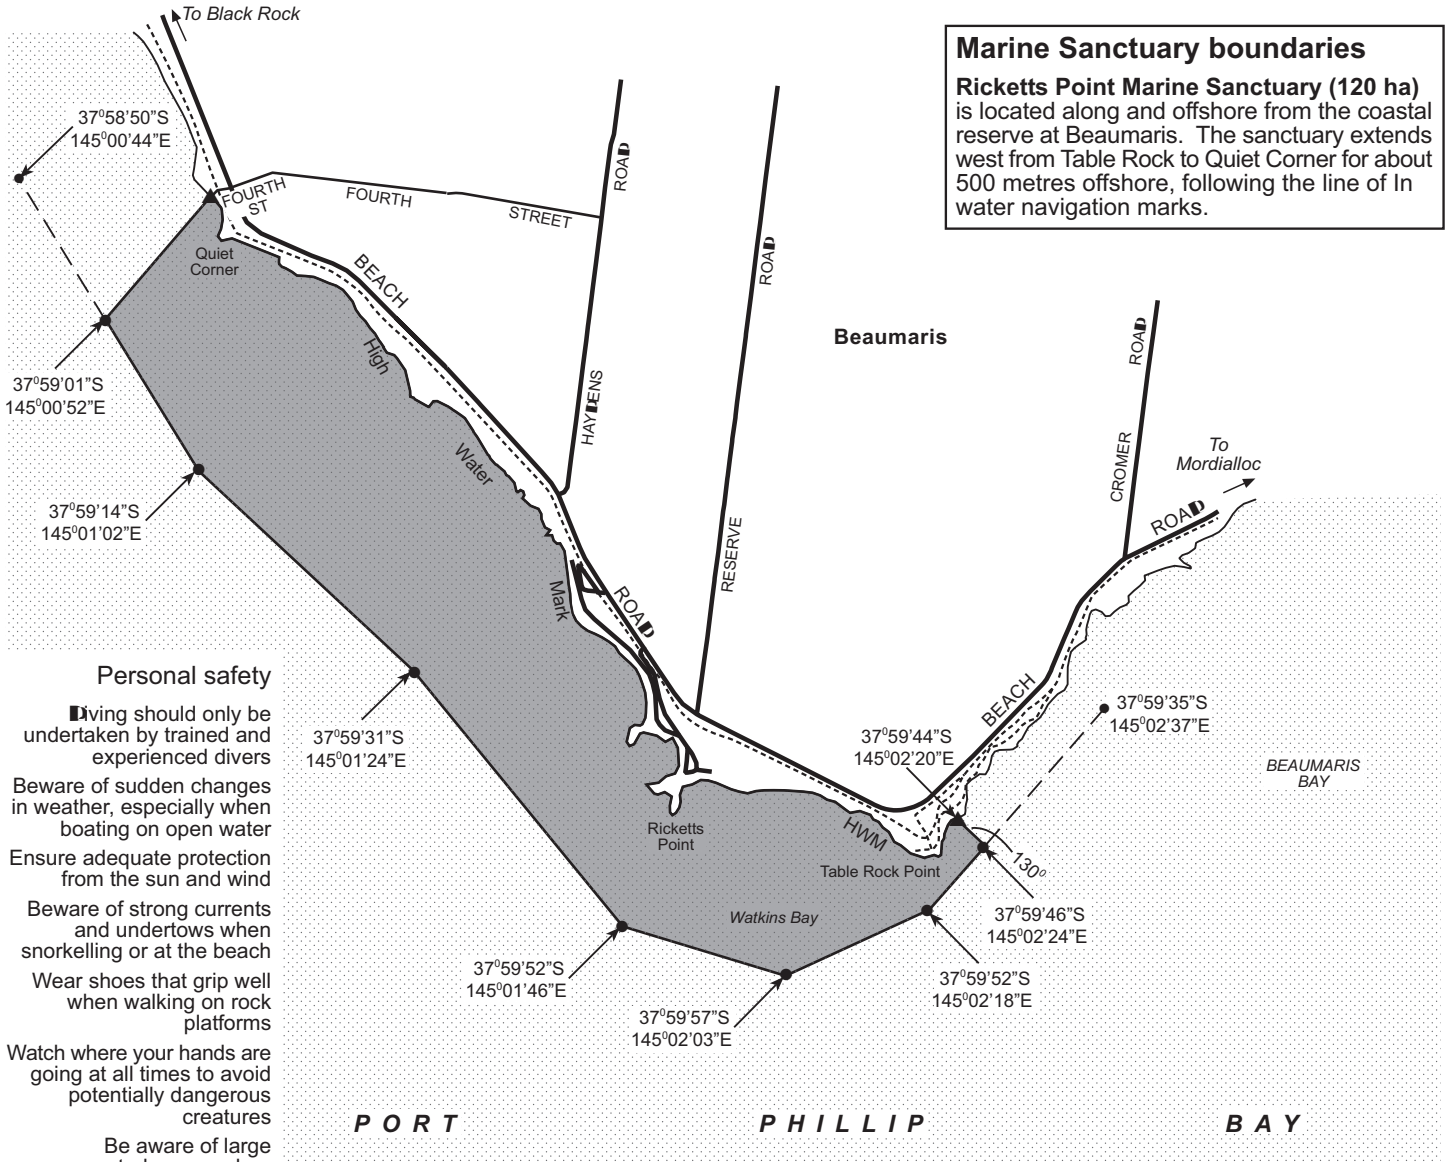 To Black Rock
Marine Sanctuary boundaries
Ricketts Point Marine Sanctuary (120 ha)
is located along and offshore from the coastal
reserve at Beaumaris. The sanctuary extends
west from Table Rock to Quiet Corner for about
500 metres offshore, following the line of In
water navigation marks.
37⁰58'50"S
145⁰00'44"E
FOURTH
ST
FOURTH
STREET
ROAD
ROAD
Quiet
Corner
BEACH
Beaumaris
ROAD
High
37⁰59'01"S
145⁰00'52"E
HAYDENS
Water
CROMER
To
Mordialloc
ROAD
37⁰59'14"S
145⁰01'02"E
RESERVE
Mark
ROAD
37⁰59'31"S
145⁰01'24"E
BEACH
37⁰59'35"S
145⁰02'37"E
37⁰59'44"S
145⁰02'20"E
BEAUMARIS
BAY
Ricketts
Point
HWM
Table Rock Point
130⁰
Watkins Bay
37⁰59'46"S
145⁰02'24"E
37⁰59'52"S
145⁰01'46"E
37⁰59'52"S
145⁰02'18"E
37⁰59'57"S
145⁰02'03"E
Personal safety
Diving should only be
undertaken by trained and
experienced divers
Beware of sudden changes
in weather, especially when
boating on open water
Ensure adequate protection
from the sun and wind
Beware of strong currents
and undertows when
snorkelling or at the beach
Wear shoes that grip well
when walking on rock
platforms
Watch where your hands are
going at all times to avoid
potentially dangerous
creatures
Be aware of large
PORT PHILLIP BAY